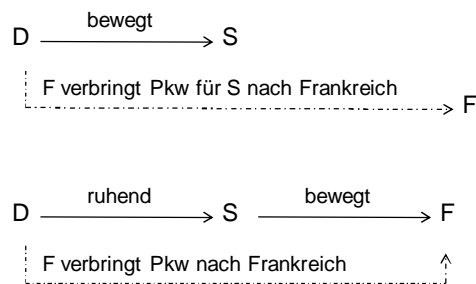 bewegt
D S
F verbringt Pkw für S nach Frankreich
F
ruhend bewegt
D S F
F verbringt Pkw nach Frankreich